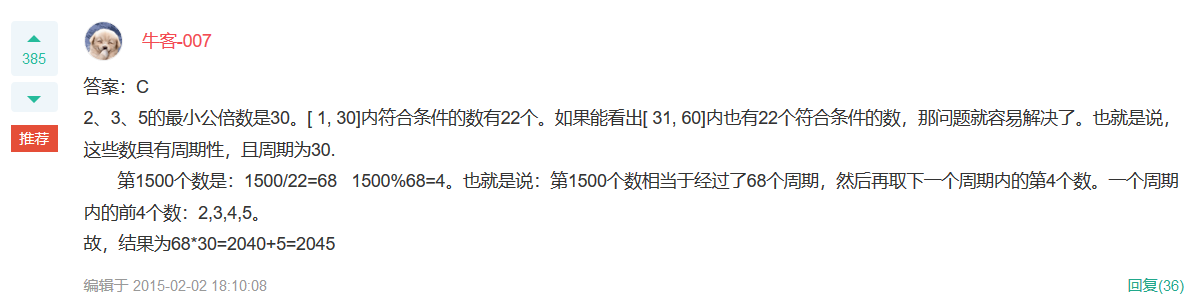 牛客-007
385
推荐
答案：C
2、3、5的最小公倍数是30。[ 1, 30]内符合条件的数有22个。如果能看出[ 31, 60]内也有22个符合条件的数，那问题就容易解决了。也就是说，
这些数具有周期性，且周期为30.
第1500个数是：1500/22=68   1500%68=4。也就是说：第1500个数相当于经过了68个周期，然后再取下一个周期内的第4个数。一个周期
内的前4个数：2,3,4,5。
故，结果为68*30=2040+5=2045
编辑于 2015-02-02 18:10:08
回复(36)